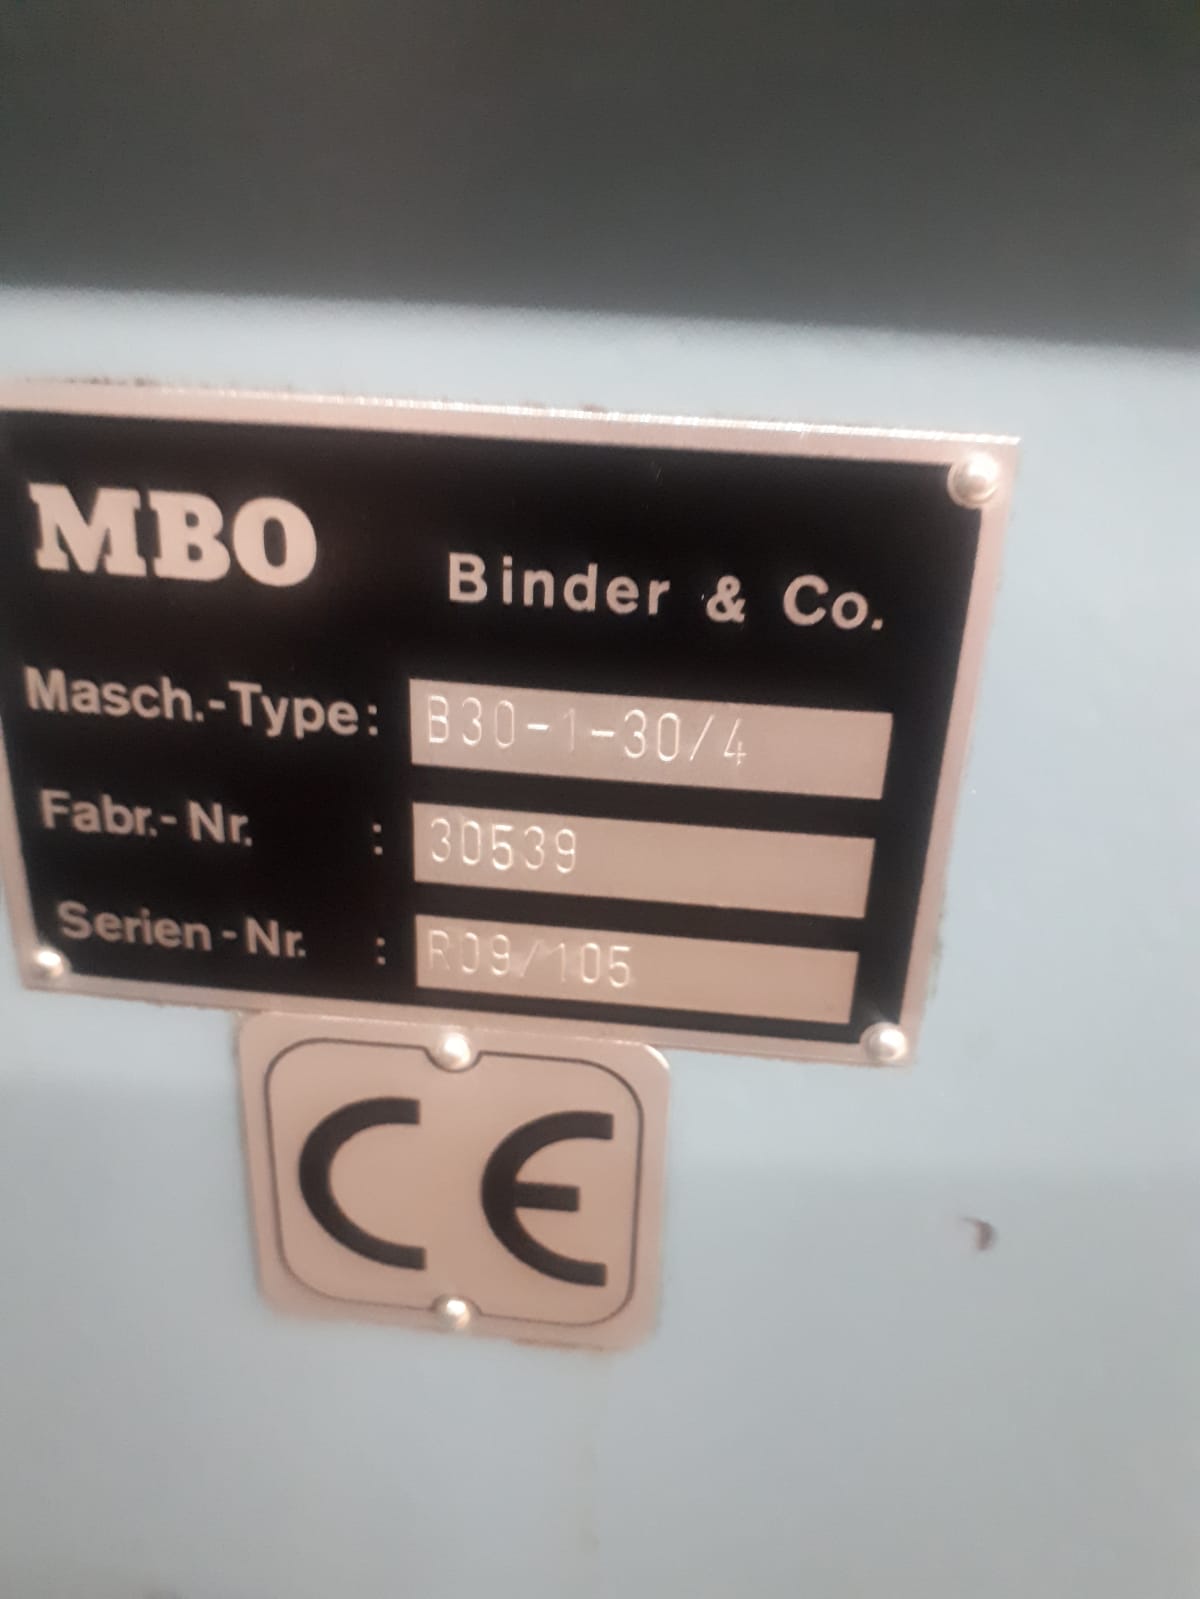 MBO
Binder & Co.
Masch.-Type: B30-1-30/4
Fabr.-Nr. : 30539
Serien-Nr. : R09/105
CE